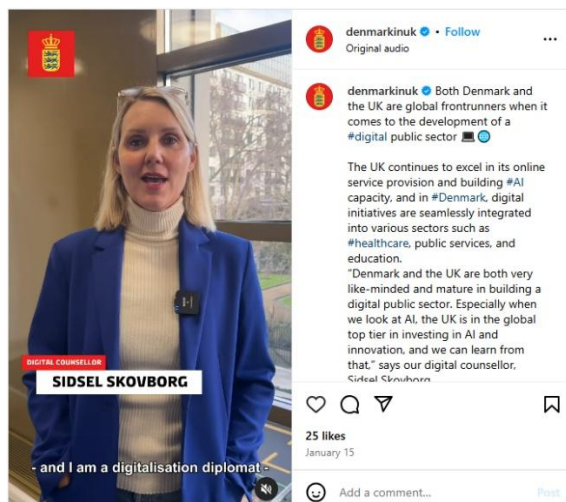 DIGITAL COUNSELLOR
SIDSEL SKOVBORG
- and I am a digitalisation diplomat -
denmarkinuk • Follow
Original audio
denmarkinuk Both Denmark and
the UK are global frontrunners when it
comes to the development of a
#digital public sector 💻🌐
The UK continues to excel in its online
service provision and building #AI
capacity, and in #Denmark, digital
initiatives are seamlessly integrated
into various sectors such as
#healthcare, public services, and
education.
"Denmark and the UK are both very
like-minded and mature in building a
digital public sector. Especially when
we look at AI, the UK is in the global
top tier in investing in AI and
innovation, and we can learn from
that," says our digital counsellor,
Sidsel Skovborg
25 likes
January 15
Add a comment...
Post